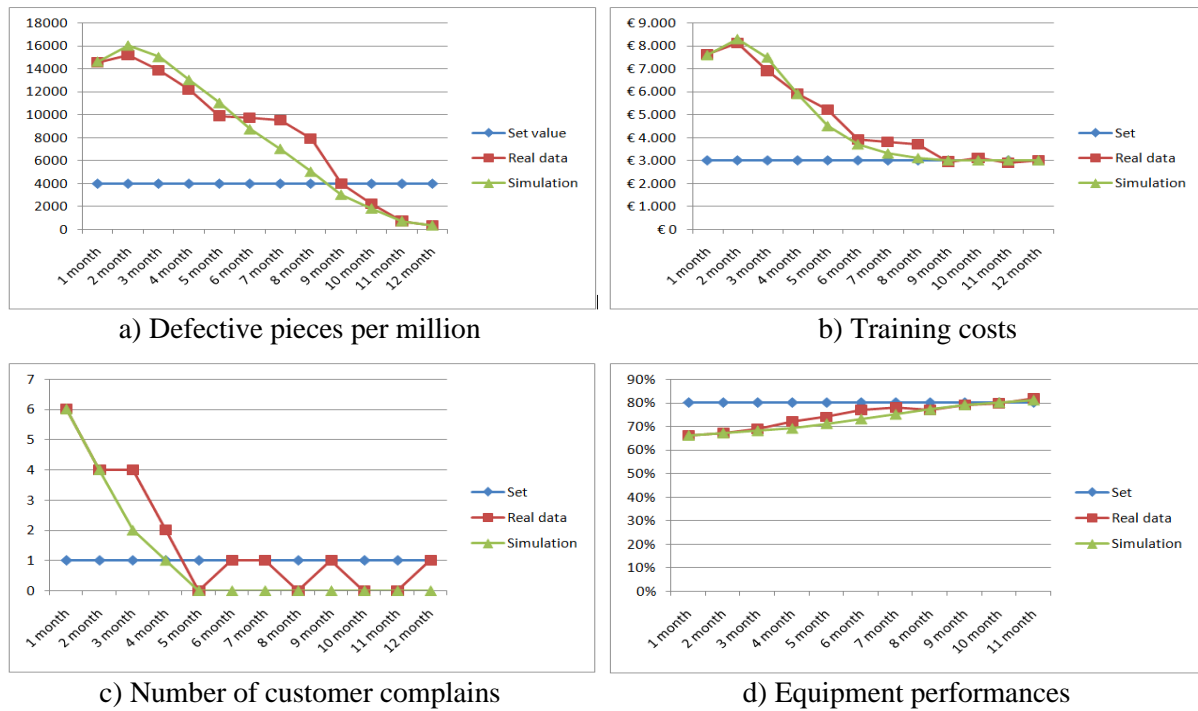 18000
16000
14000
12000
10000
8000
6000
4000
2000
0
1 month
2 month
3 month
4 month
5 month
6 month
7 month
8 month
9 month
10 month
11 month
12 month
Set value
Real data
Simulation
a) Defective pieces per million
€ 9.000
€ 8.000
€ 7.000
€ 6.000
€ 5.000
€ 4.000
€ 3.000
€ 2.000
€ 1.000
€ 0
1 month
2 month
3 month
4 month
5 month
6 month
7 month
8 month
9 month
10 month
11 month
12 month
Set
Real data
Simulation
b) Training costs
7
6
5
4
3
2
1
0
1 month
2 month
3 month
4 month
5 month
6 month
7 month
8 month
9 month
10 month
11 month
12 month
Set
Real data
Simulation
c) Number of customer complains
90%
80%
70%
60%
50%
40%
30%
20%
10%
0%
1 month
2 month
3 month
4 month
5 month
6 month
7 month
8 month
9 month
10 month
11 month
Set
Real data
Simulation
d) Equipment performances